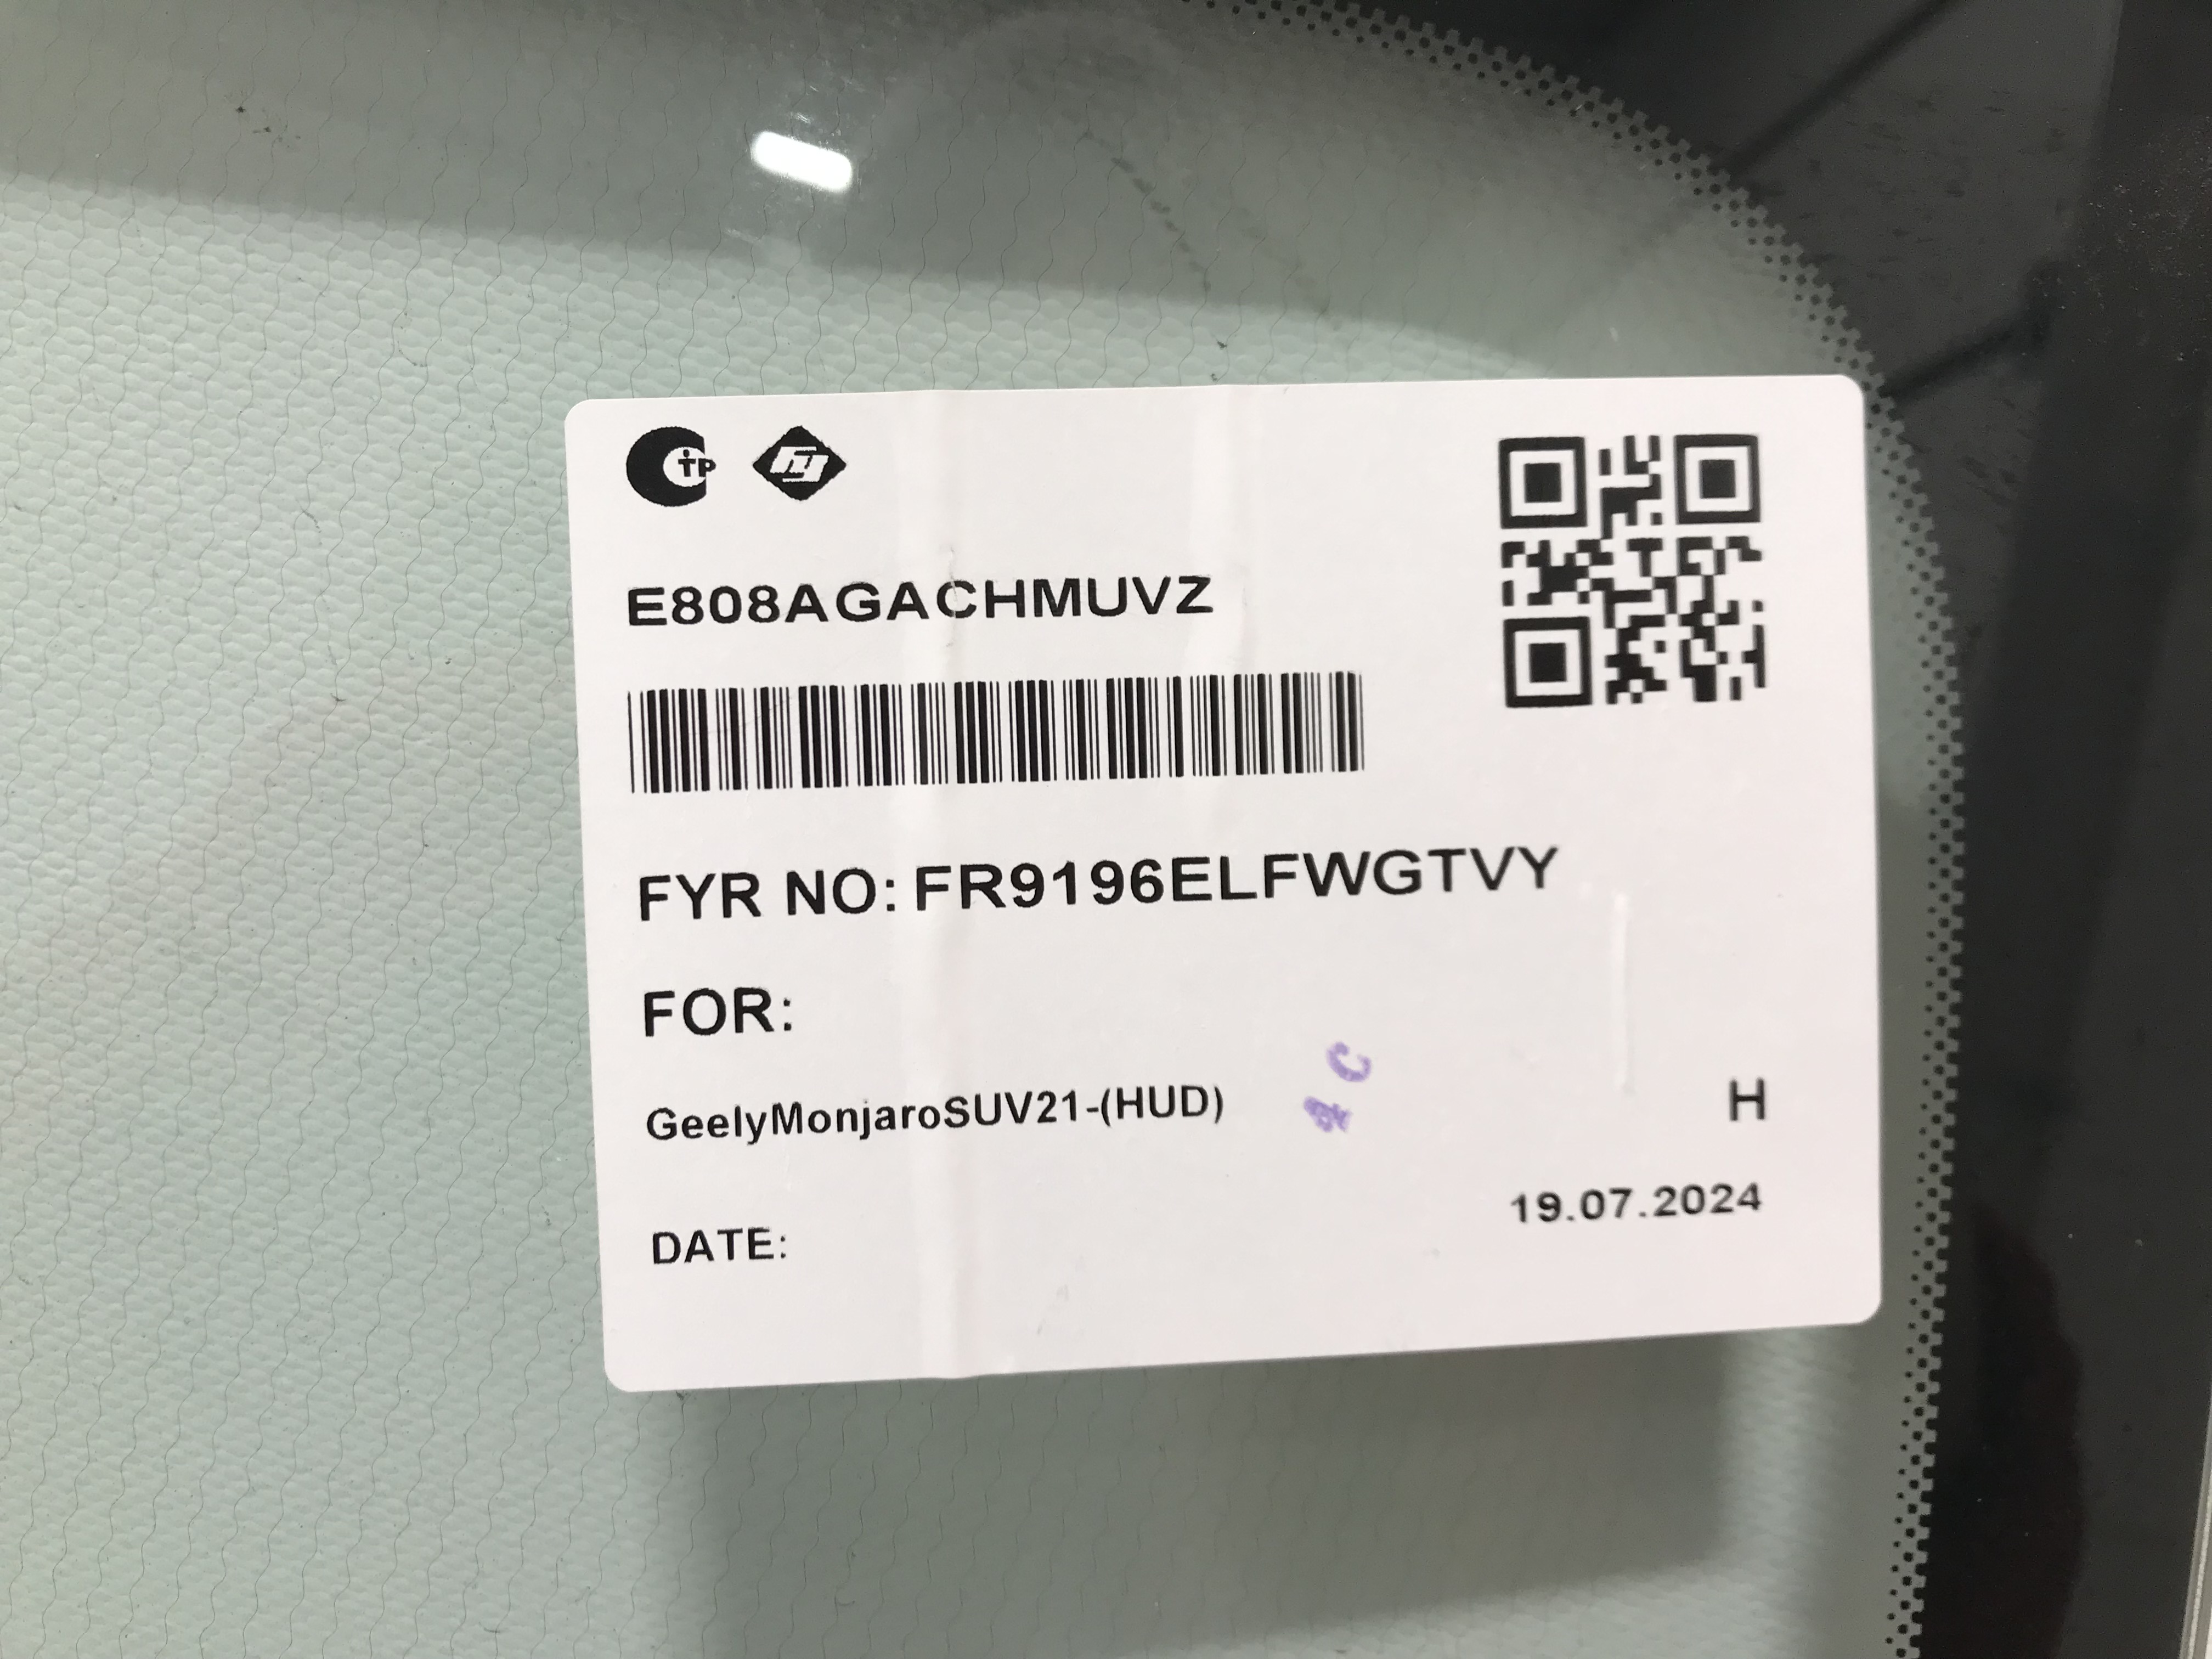 E808AGACHMUVZ
FYR NO: FR9196ELFWGTVY
FOR:
GeelyMonjaroSUV21-(HUD)
H
DATE:
19.07.2024